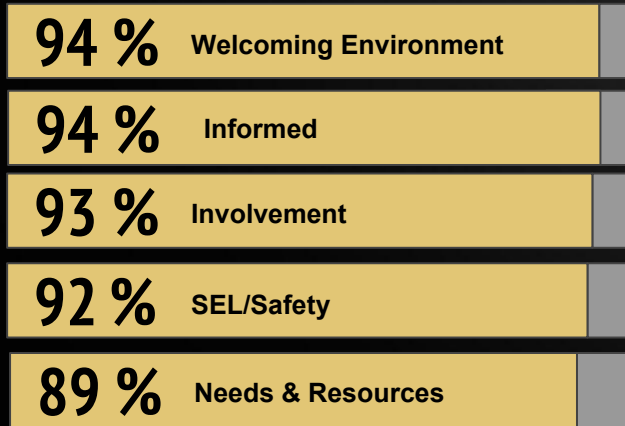 94 % Welcoming Environment
94 % Informed
93 % Involvement
92 % SEL/Safety
89 % Needs & Resources